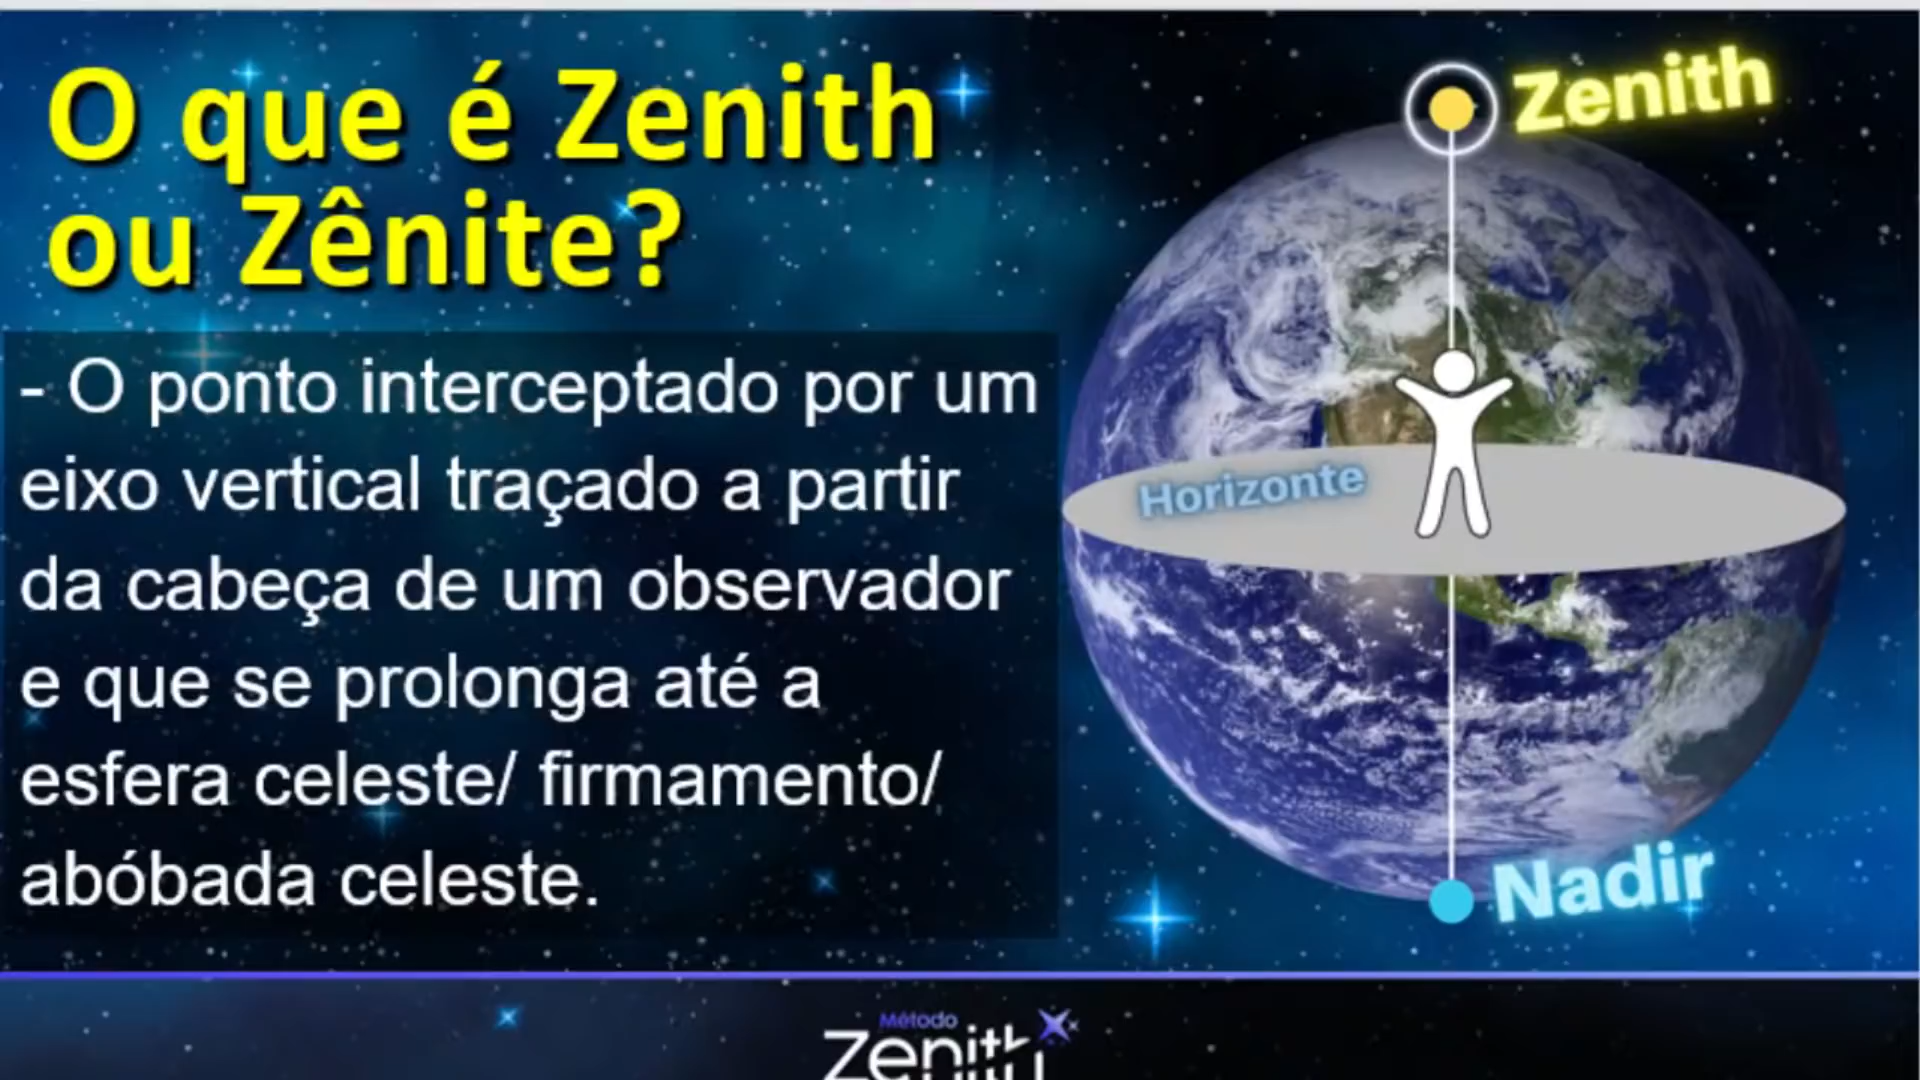 O que é Zenith
ou Zênite?
- O ponto interceptado por um
eixo vertical traçado a partir
da cabeça de um observador
e que se prolonga até a
esfera celeste/ firmamento/
abóbada celeste.
Zenith
Horizonte
Nadir
Método
Zenith